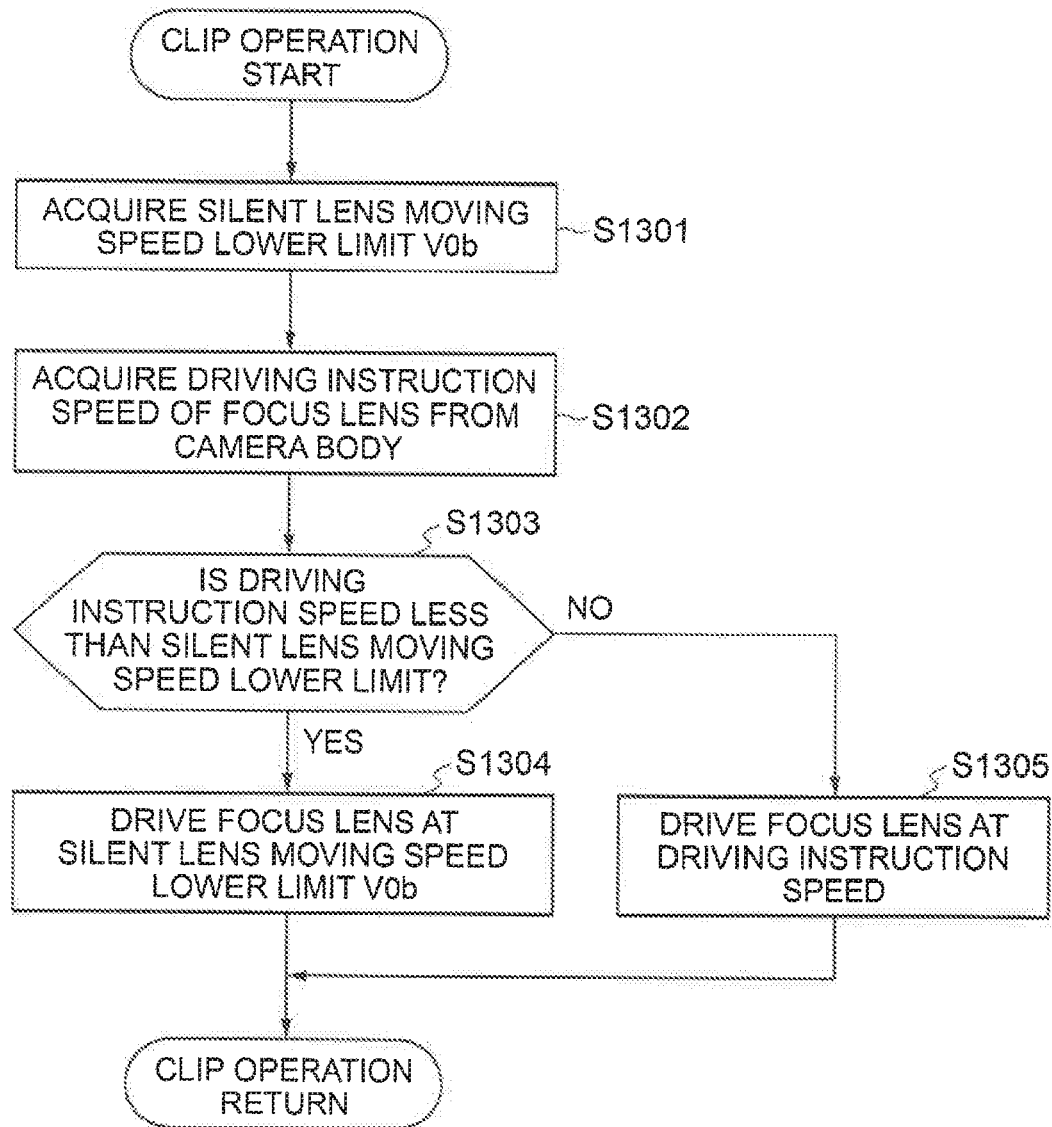 CLIP OPERATION
START
ACQUIRE SILENT LENS MOVING
SPEED LOWER LIMIT V0b
S1301
ACQUIRE DRIVING INSTRUCTION
SPEED OF FOCUS LENS FROM
CAMERA BODY
S1302
S1303
IS DRIVING
INSTRUCTION SPEED LESS
THAN SILENT LENS MOVING
SPEED LOWER LIMIT?
NO
YES
S1304
DRIVE FOCUS LENS AT
SILENT LENS MOVING SPEED
LOWER LIMIT V0b
S1305
DRIVE FOCUS LENS AT
DRIVING INSTRUCTION
SPEED
CLIP OPERATION
RETURN